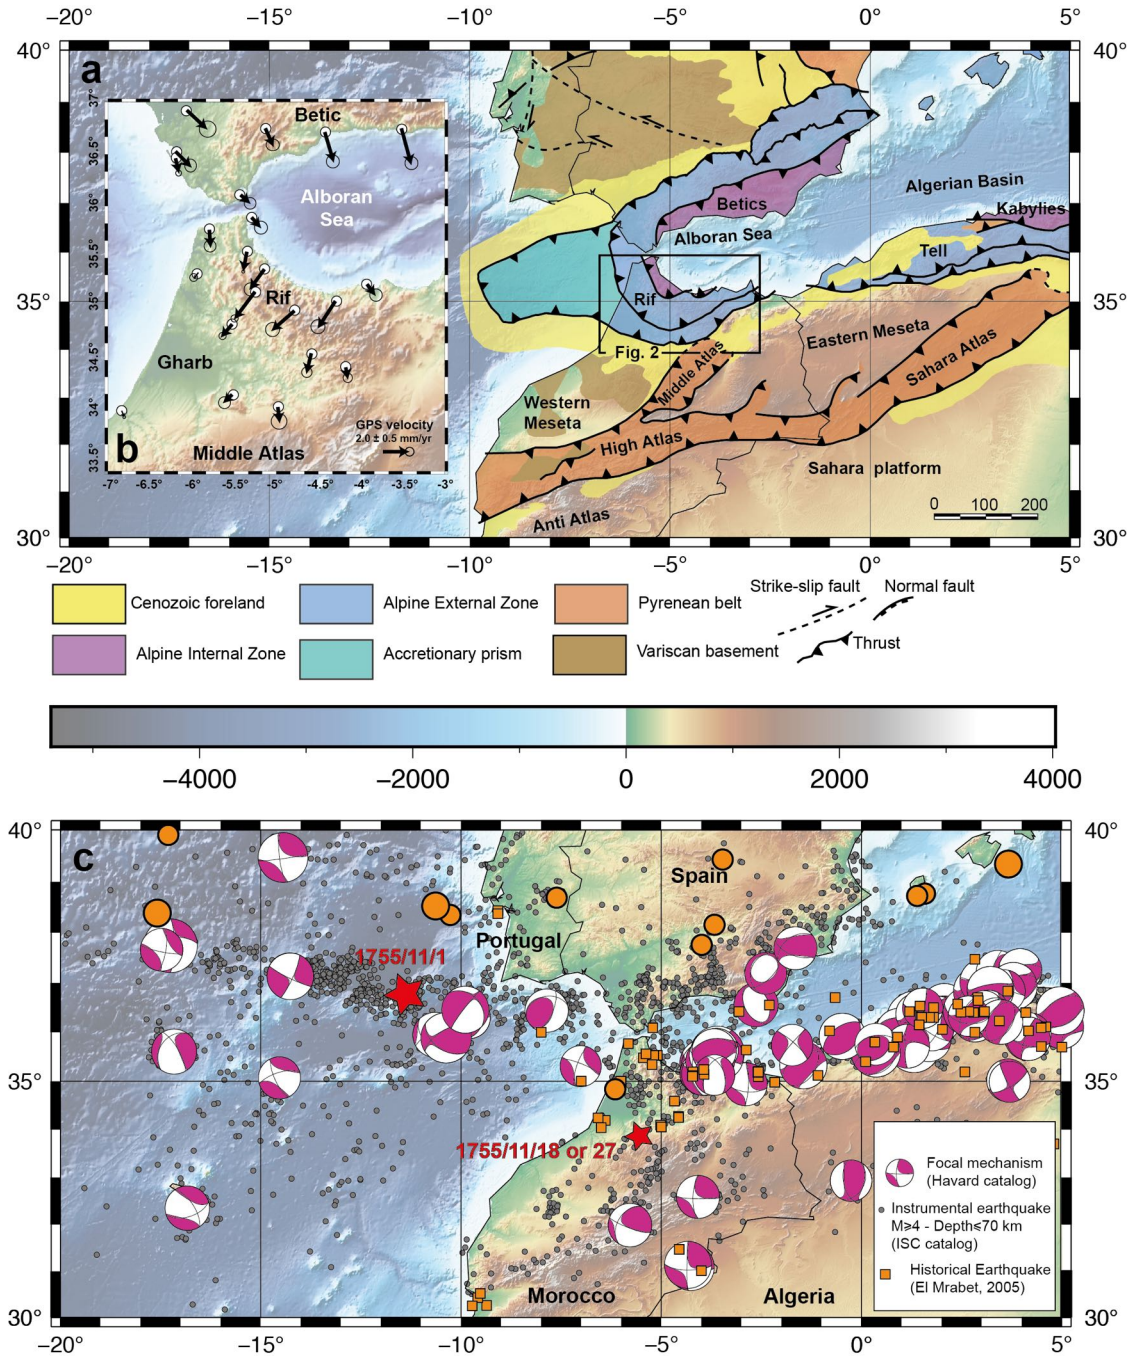 −20° −15° −10° −5° 0° 5°
40° 40°
a
37°
36.5°
36°
35.5°
35°
34.5°
34°
33.5°
Betic
Alboran
Sea
Rif
Gharb
GPS velocity
2.0 ± 0.5 mm/yr
b
Middle Atlas
-7° -6.5° -6° -5.5° -5° -4.5° -4° -3.5° -3°
Algerian Basin
Kabylies
Betics
Alboran Sea
Tell
35° 35°
Rif
Fig. 2
Eastern Meseta
Middle Atlas
Sahara Atlas
Western
Meseta
High Atlas
Sahara platform
Anti Atlas
0 100 200
30° 30°
−20° −15° −10° −5° 0° 5°
Cenozoic foreland
Alpine External Zone
Pyrenean belt
Strike-slip fault
Normal fault
Alpine Internal Zone
Accretionary prism
Variscan basement
Thrust
−4000 −2000 0 2000 4000
40° 40°
c
Spain
Portugal
1755/11/1
35° 35°
1755/11/18 or 27
Focal mechanism
(Havard catalog)
Instrumental earthquake
M≥4 - Depth≤70 km
(ISC catalog)
Historical Earthquake
(El Mrabet, 2005)
Morocco
Algeria
30° 30°
−20° −15° −10° −5° 0° 5°